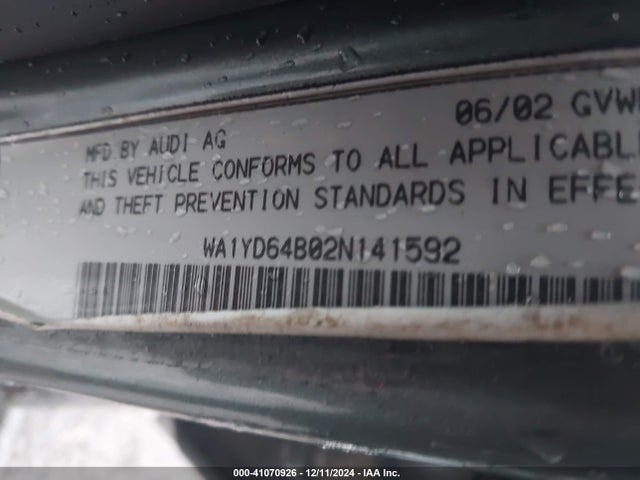 06/02 GVW
MFD BY AUDI AG
THIS VEHICLE CONFORMS TO ALL APPLICABL
AND THEFT PREVENTION STANDARDS IN EFFE
WA1YD64B02N141592
000-41070926 - 12/11/2024 - IAA Inc.